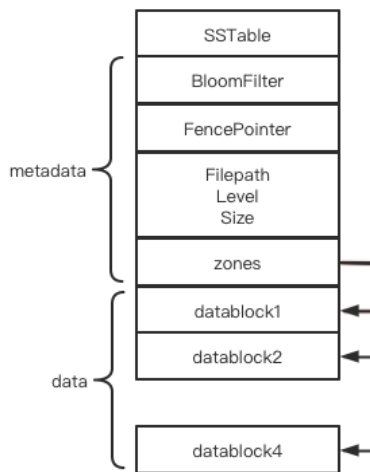 SSTable
BloomFilter
FencePointer
metadata
Filepath
Level
Size
zones
datablock1
datablock2
data
datablock4